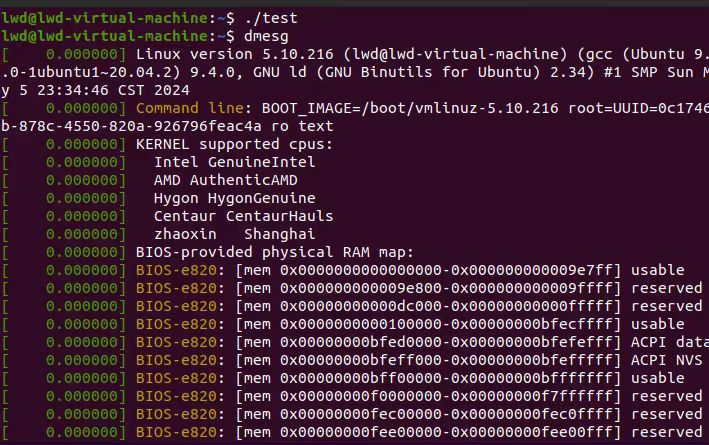 lwd@lwd-virtual-machine:~$ ./test
lwd@lwd-virtual-machine:~$ dmesg
[    0.000000] Linux version 5.10.216 (lwd@lwd-virtual-machine) (gcc (Ubuntu 9.
.0-1ubuntu1~20.04.2) 9.4.0, GNU ld (GNU Binutils for Ubuntu) 2.34) #1 SMP Sun M
y 5 23:34:46 CST 2024
[    0.000000] Command line: BOOT_IMAGE=/boot/vmlinuz-5.10.216 root=UUID=0c1746
b-878c-4550-820a-926796feac4a ro text
[    0.000000] KERNEL supported cpus:
[    0.000000]   Intel GenuineIntel
[    0.000000]   AMD AuthenticAMD
[    0.000000]   Hygon HygonGenuine
[    0.000000]   Centaur CentaurHauls
[    0.000000]   zhaoxin   Shanghai
[    0.000000] BIOS-provided physical RAM map:
[    0.000000] BIOS-e820: [mem 0x0000000000000000-0x000000000009e7ff] usable
[    0.000000] BIOS-e820: [mem 0x000000000009e800-0x000000000009ffff] reserved
[    0.000000] BIOS-e820: [mem 0x00000000000dc000-0x00000000000fffff] reserved
[    0.000000] BIOS-e820: [mem 0x0000000000100000-0x00000000bfecffff] usable
[    0.000000] BIOS-e820: [mem 0x00000000bfed0000-0x00000000bfefefff] ACPI data
[    0.000000] BIOS-e820: [mem 0x00000000bfeff000-0x00000000bfefffff] ACPI NVS
[    0.000000] BIOS-e820: [mem 0x00000000bff00000-0x00000000bfffffff] usable
[    0.000000] BIOS-e820: [mem 0x00000000f0000000-0x00000000f7ffffff] reserved
[    0.000000] BIOS-e820: [mem 0x00000000fec00000-0x00000000fec0ffff] reserved
[    0.000000] BIOS-e820: [mem 0x00000000fee00000-0x00000000fee00fff] reserved